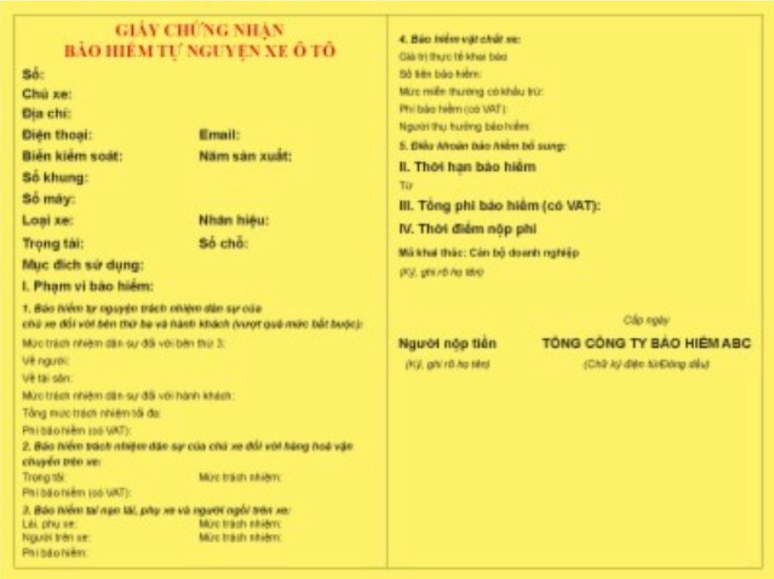 GIẤY CHỨNG NHẬN
BẢO HIỂM TỰ NGUYỆN XE Ô TÔ
Số:
Chủ xe:
Địa chỉ:
Điện thoại: Email:
Biển kiểm soát: Năm sản xuất:
Số khung:
Số máy:
Loại xe: Nhãn hiệu:
Trọng tải: Số chỗ:
Mục đích sử dụng:
I. Phạm vi bảo hiểm:
1. Bảo hiểm tự nguyện trách nhiệm dân sự của
chủ xe đối với bên thứ ba và hành khách (vượt quá mức bắt buộc):
Mức trách nhiệm dân sự đối với bên thứ 3:
Về người:
Về tài sản:
Mức trách nhiệm dân sự đối với hành khách:
Tổng mức trách nhiệm tối đa:
Phí bảo hiểm (có VAT):
2. Bảo hiểm trách nhiệm dân sự của chủ xe đối với hàng hoá vận
chuyển trên xe:
Trọng tải: Mức trách nhiệm:
Phí bảo hiểm (có VAT):
3. Bảo hiểm tai nạn lái, phụ xe và người ngồi trên xe:
Lái, phụ xe: Mức trách nhiệm:
Người trên xe: Mức trách nhiệm:
Phí bảo hiểm:
4. Bảo hiểm vật chất xe:
Giá trị thực tế khai báo
Số tiền bảo hiểm:
Mức miễn thường có khấu trừ:
Phí bảo hiểm (có VAT):
Người thụ hưởng bảo hiểm:
5. Điều khoản bảo hiểm bổ sung:
II. Thời hạn bảo hiểm
Từ
III. Tổng phí bảo hiểm (có VAT):
IV. Thời điểm nộp phí
Mã khai thác: Cán bộ doanh nghiệp
(Ký, ghi rõ họ tên)
Cấp ngày
Người nộp tiền TỔNG CÔNG TY BẢO HIỂM ABC
(Ký, ghi rõ họ tên) (Chữ ký điện tử/Đóng dấu)